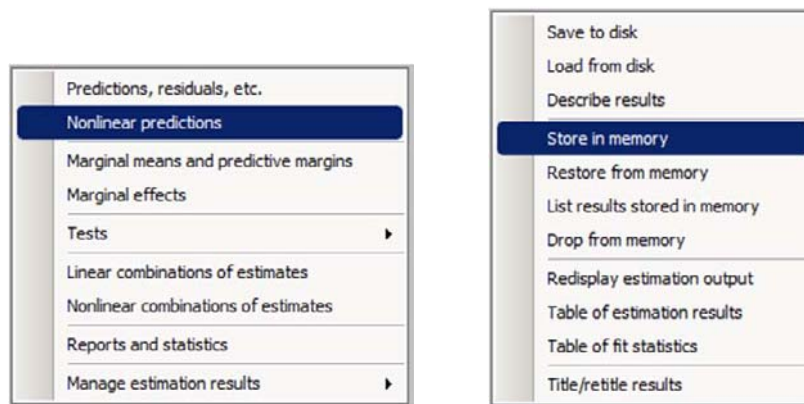 Predictions, residuals, etc.
Nonlinear predictions
Marginal means and predictive margins
Marginal effects
Tests
Linear combinations of estimates
Nonlinear combinations of estimates
Reports and statistics
Manage estimation results
Save to disk
Load from disk
Describe results
Store in memory
Restore from memory
List results stored in memory
Drop from memory
Redisplay estimation output
Table of estimation results
Table of fit statistics
Title/retitle results